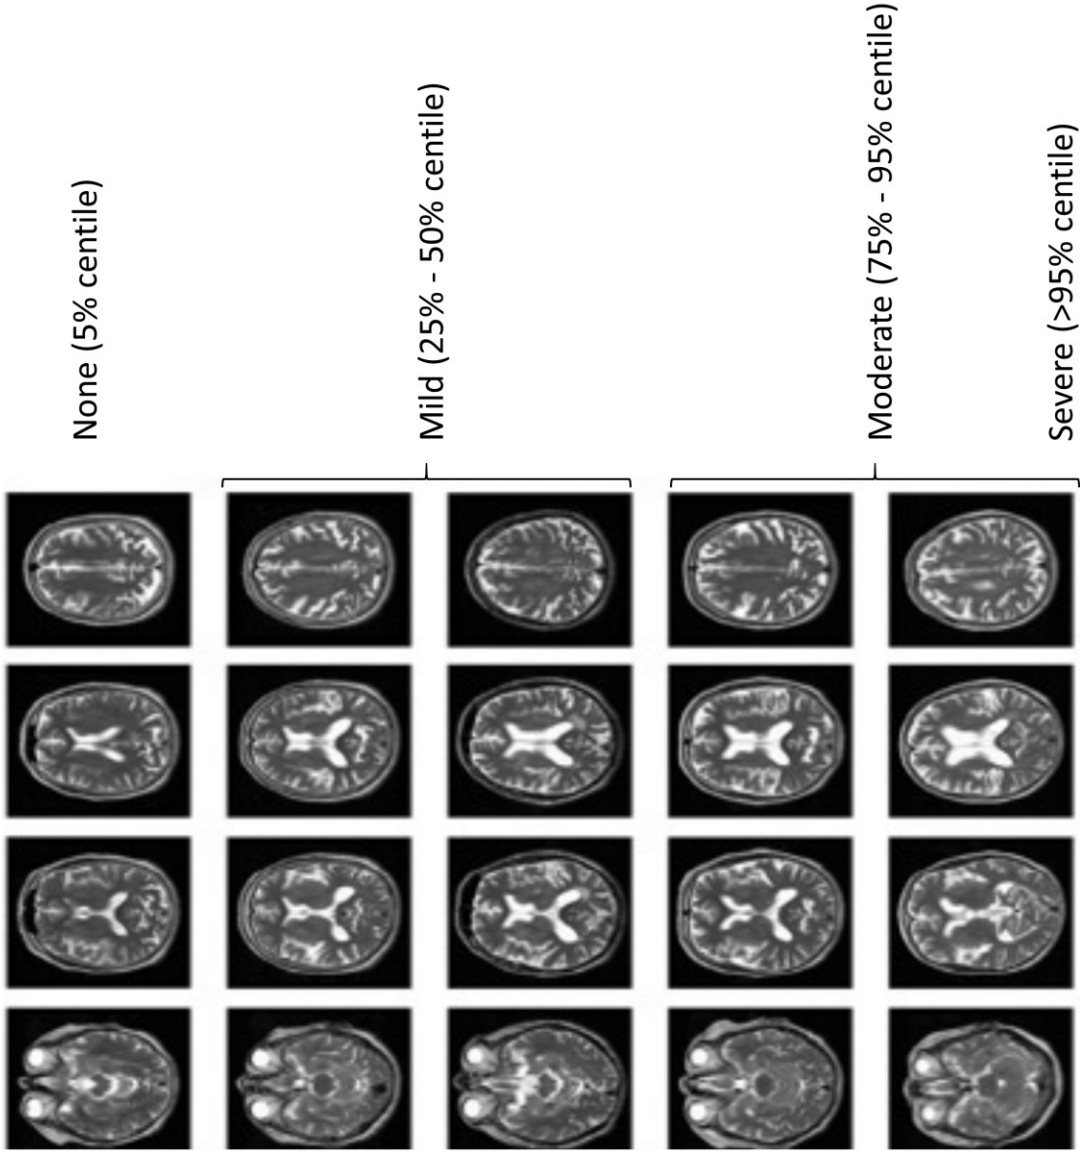 None (5% centile)
Mild (25% - 50% centile)
Moderate (75% - 95% centile)
Severe (>95% centile)